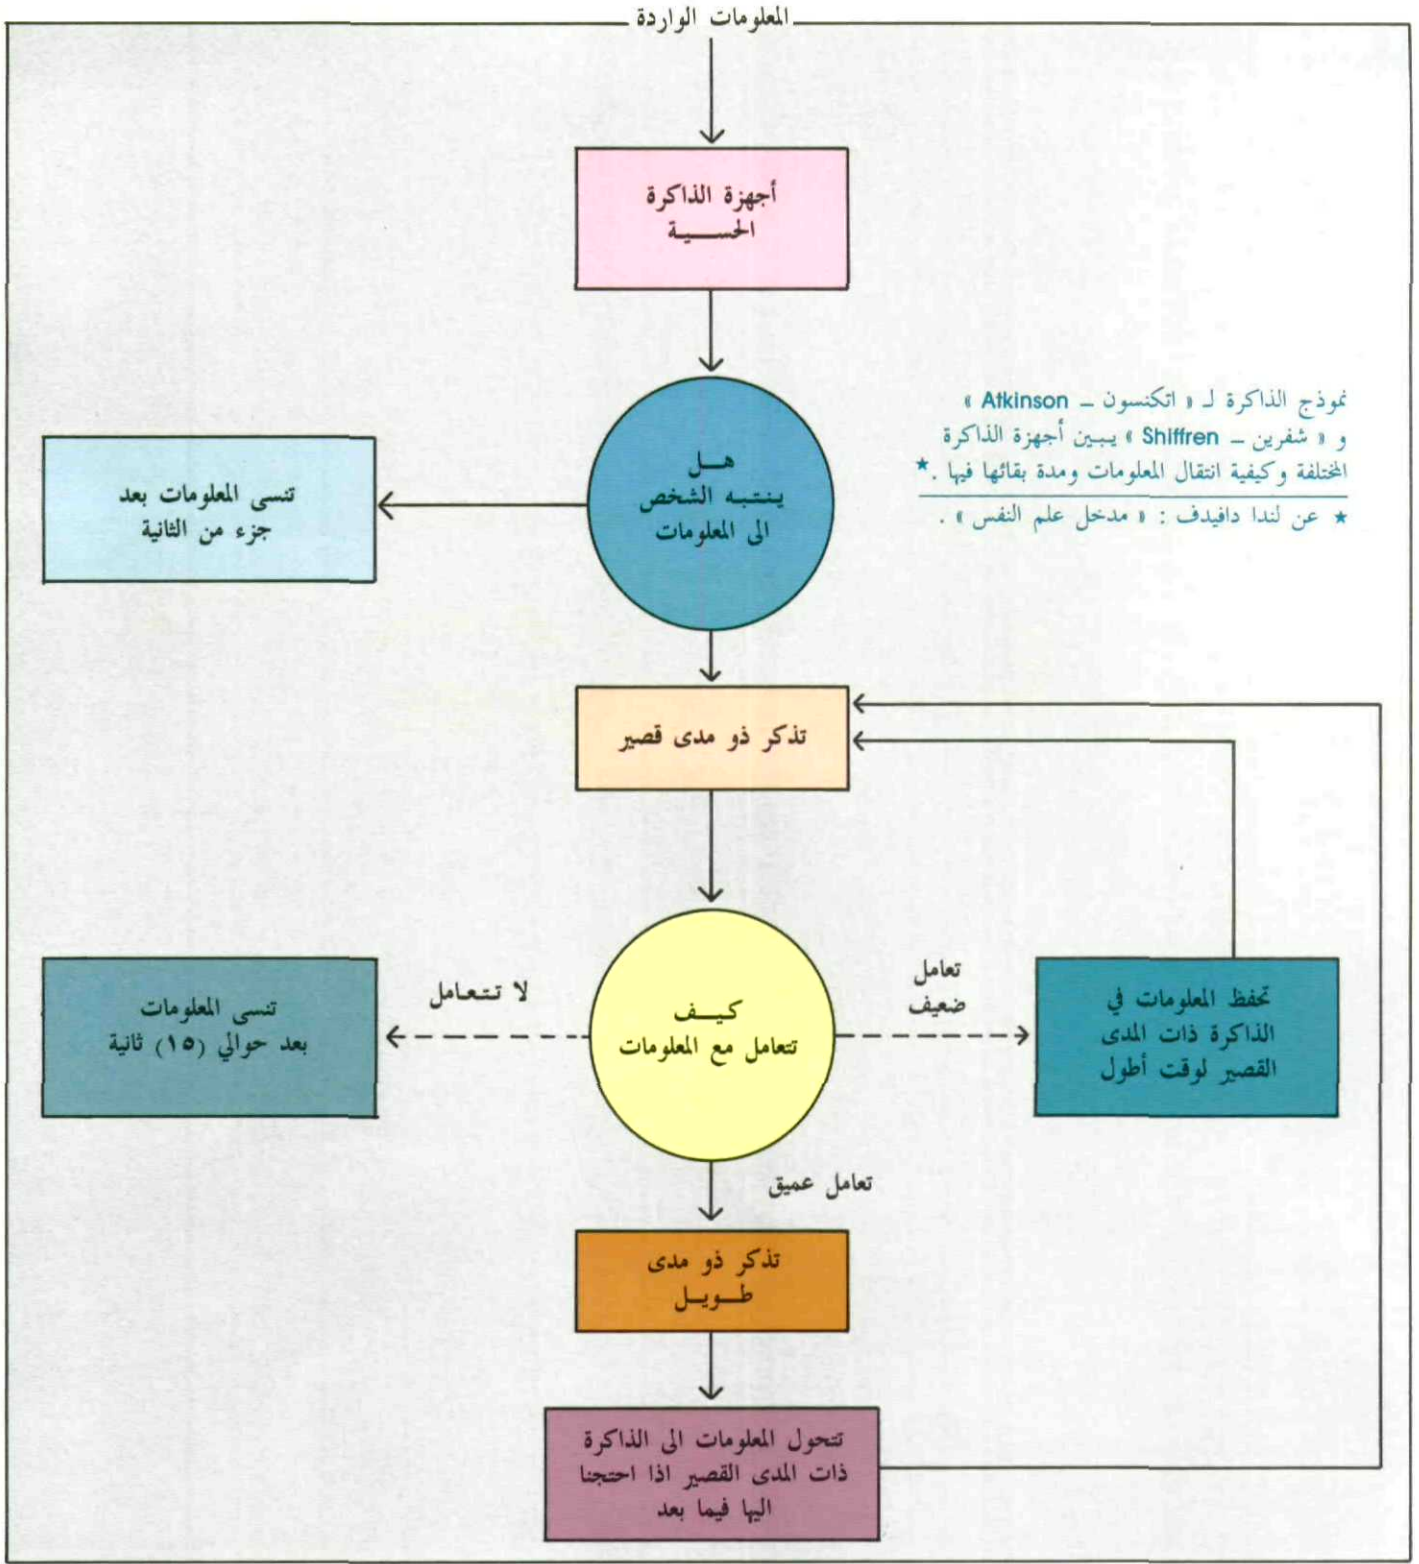 المعلومات الواردة
أجهزة الذاكرة
الحســـية
نموذج الذاكرة لـ « اتكنسون – Atkinson »
و « شفرين – Shiffren » يبين أجهزة الذاكرة
المختلفة وكيفية انتقال المعلومات ومدة بقائها فيها .★
★ عن لندا دافيدف : « مدخل علم النفس » .
هـــل
ينتبه الشخص
الى المعلومات
تنسى المعلومات بعد
جزء من الثانية
تذكر ذو مدى قصير
كـيـــف
تتعامل مع المعلومات
تعامل
ضعيف
تحفظ المعلومات في
الذاكرة ذات المدى
القصير لوقت أطول
لا تتعامل
تنسى المعلومات
بعد حوالي (١٥) ثانية
تعامل عميق
تذكر ذو مدى
طـــويـــل
تتحول المعلومات الى الذاكرة
ذات المدى القصير اذا احتجنا
اليها فيما بعد